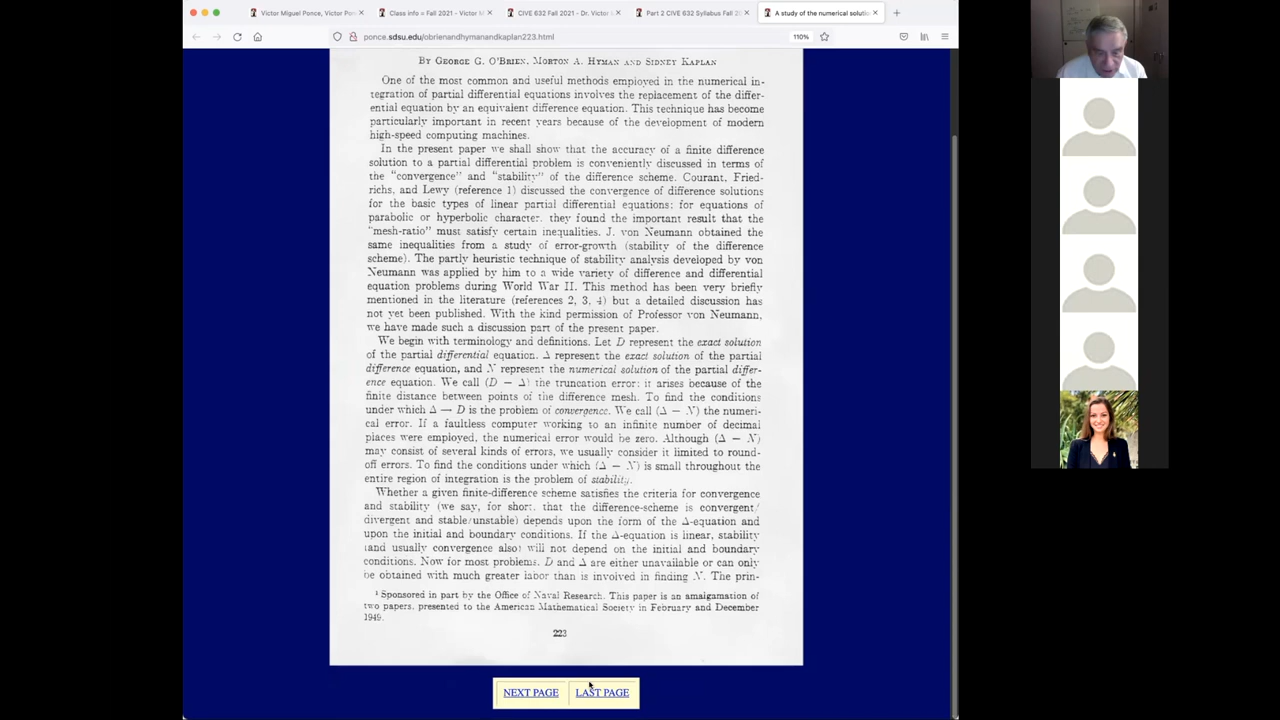 Victor Miguel Ponce, Victor Pon
Class info = Fall 2021 - Victor M
CIVE 632 Fall 2021 - Dr. Victor
Part 2 CIVE 632 Syllabus Fall 2
A study of the numerical solutio
ponce.sdsu.edu/obrienandhymanandkaplan223.html
110%
By George G. O'Brien, Morton A. Hyman and Sidney Kaplan
One of the most common and useful methods employed in the numerical in-
tegration of partial differential equations involves the replacement of the differ-
ential equation by an equivalent difference equation. This technique has become
particularly important in recent years because of the development of modern
high-speed computing machines.
In the present paper we shall show that the accuracy of a finite difference
solution to a partial differential problem is conveniently discussed in terms of
the "convergence" and "stability" of the difference scheme. Courant, Fried-
richs, and Lewy (reference 1) discussed the convergence of difference solutions
for the basic types of linear partial differential equations; for equations of
parabolic or hyperbolic character, they found the important result that the
"mesh-ratio" must satisfy certain inequalities. J. von Neumann obtained the
same inequalities from a study of error-growth (stability of the difference
scheme). The partly heuristic technique of stability analysis developed by von
Neumann was applied by him to a wide variety of difference and differential
equation problems during World War II. This method has been very briefly
mentioned in the literature (references 2, 3, 4) but a detailed discussion has
not yet been published. With the kind permission of Professor von Neumann,
we have made such a discussion part of the present paper.
We begin with terminology and definitions. Let D represent the exact solution
of the partial differential equation, Δ represent the exact solution of the partial
difference equation, and N represent the numerical solution of the partial differ-
ence equation. We call (D − Δ) the truncation error; it arises because of the
finite distance between points of the difference mesh. To find the conditions
under which Δ → D is the problem of convergence. We call (Δ − N) the numeri-
cal error. If a faultless computer working to an infinite number of decimal
places were employed, the numerical error would be zero. Although (Δ − N)
may consist of several kinds of errors, we usually consider it limited to round-
off errors. To find the conditions under which (Δ − N) is small throughout the
entire region of integration is the problem of stability.
Whether a given finite-difference scheme satisfies the criteria for convergence
and stability (we say, for short, that the difference-scheme is convergent/
divergent and stable/unstable) depends upon the form of the Δ-equation and
upon the initial and boundary conditions. If the Δ-equation is linear, stability
(and usually convergence also) will not depend on the initial and boundary
conditions. Now for most problems, D and Δ are either unavailable or can only
be obtained with much greater labor than is involved in finding N. The prin-
¹ Sponsored in part by the Office of Naval Research. This paper is an amalgamation of
two papers, presented to the American Mathematical Society in February and December
1949.
223
NEXT PAGE
LAST PAGE